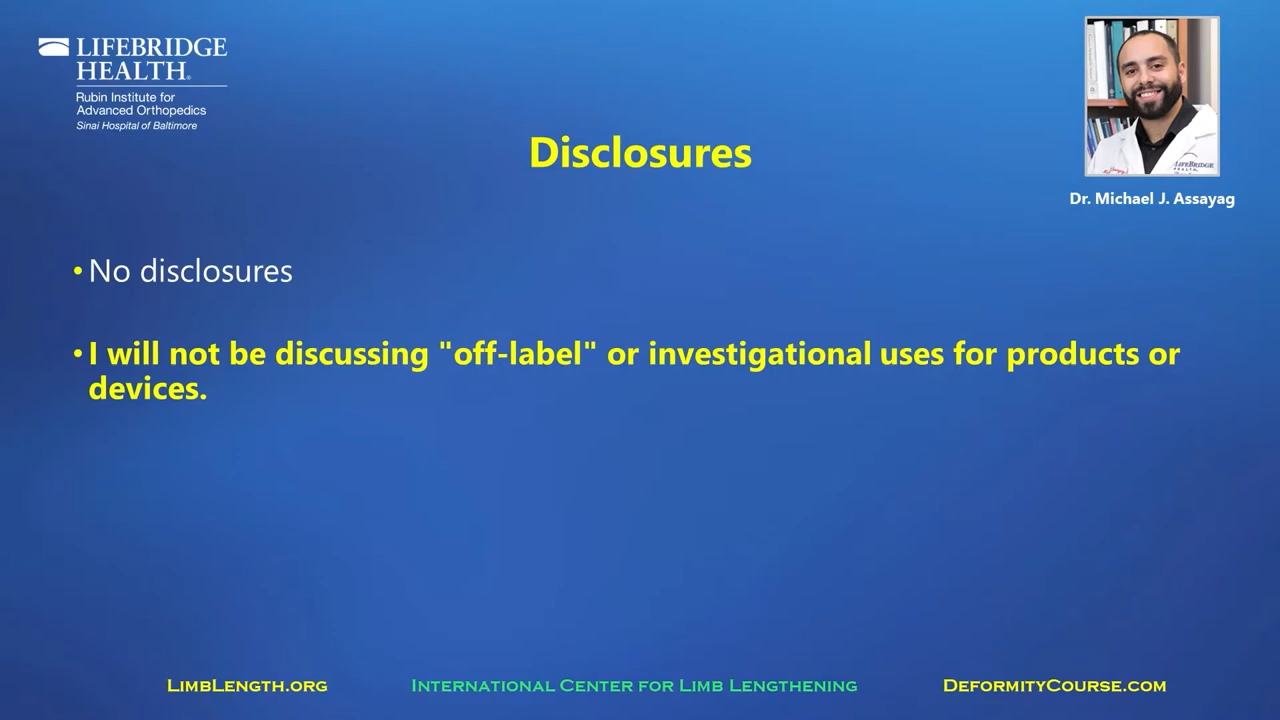 LIFEBRIDGE
HEALTH®
Rubin Institute for
Advanced Orthopedics
Sinai Hospital of Baltimore
LIFEBRIDGE
HEALTH
Dr. Michael J. Assayag
Disclosures
• No disclosures
• I will not be discussing "off-label" or investigational uses for products or
devices.
LIMBLENGTH.ORG
INTERNATIONAL CENTER FOR LIMB LENGTHENING
DEFORMITYCOURSE.COM